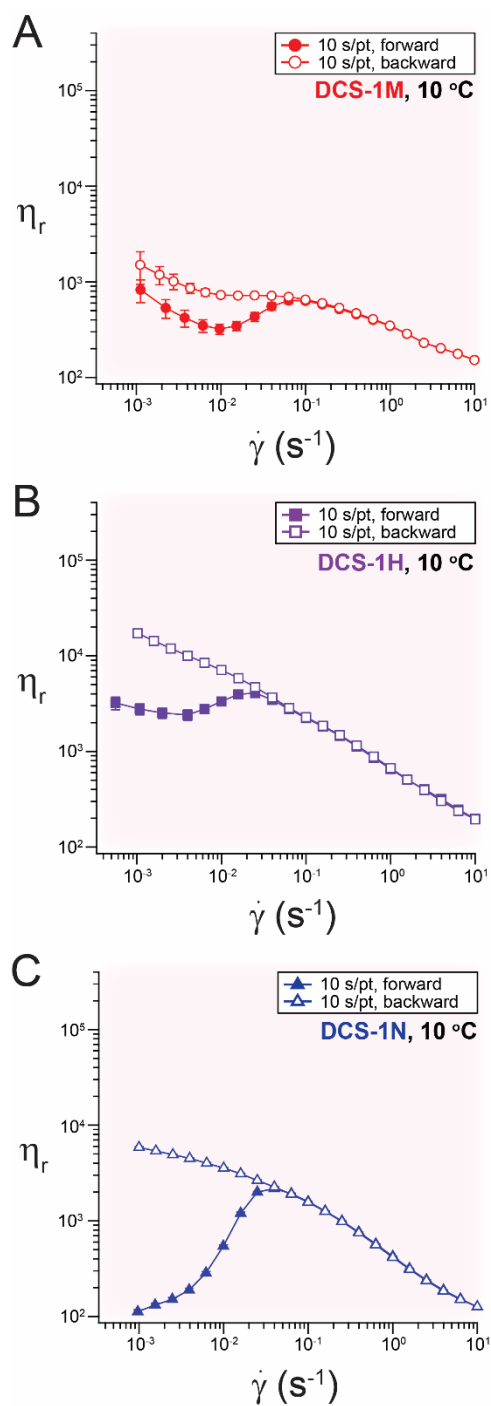 A
10 s/pt, forward
10 s/pt, backward
DCS-1M, 10 °C
10⁵
10⁴
ηr
10³
10²
10⁻³ 10⁻² 10⁻¹ 10⁰ 10¹
γ̇ (s⁻¹)
B
10 s/pt, forward
10 s/pt, backward
DCS-1H, 10 °C
10⁵
10⁴
ηr
10³
10²
10⁻³ 10⁻² 10⁻¹ 10⁰ 10¹
γ̇ (s⁻¹)
C
10 s/pt, forward
10 s/pt, backward
DCS-1N, 10 °C
10⁵
10⁴
ηr
10³
10²
10⁻³ 10⁻² 10⁻¹ 10⁰ 10¹
γ̇ (s⁻¹)